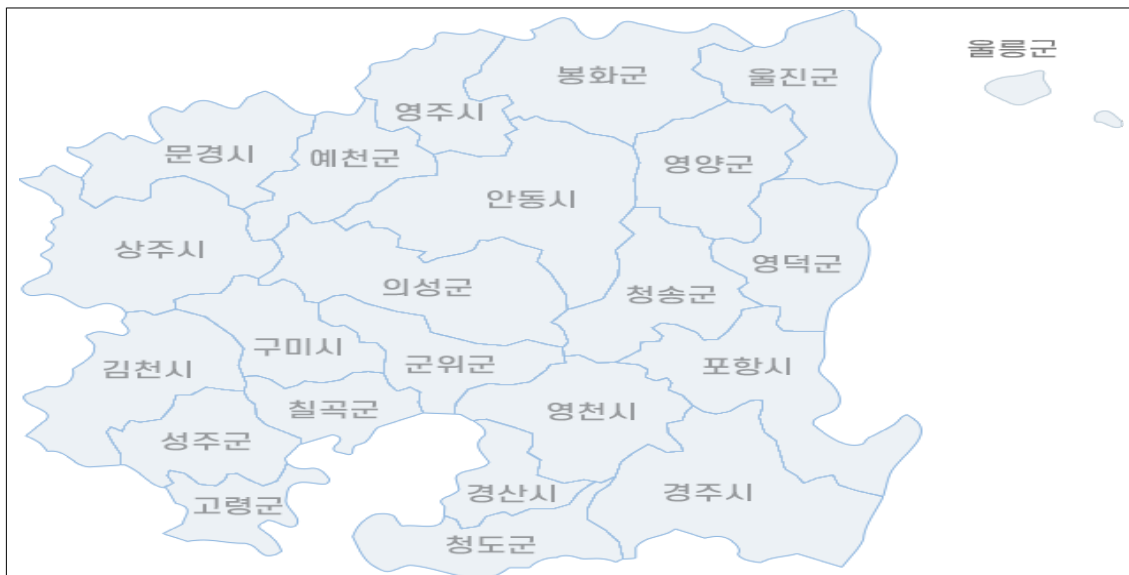 울릉군
봉화군
울진군
영주시
문경시
예천군
영양군
안동시
상주시
영덕군
의성군
청송군
구미시
군위군
포항시
김천시
칠곡군
영천시
성주군
경산시
경주시
고령군
청도군